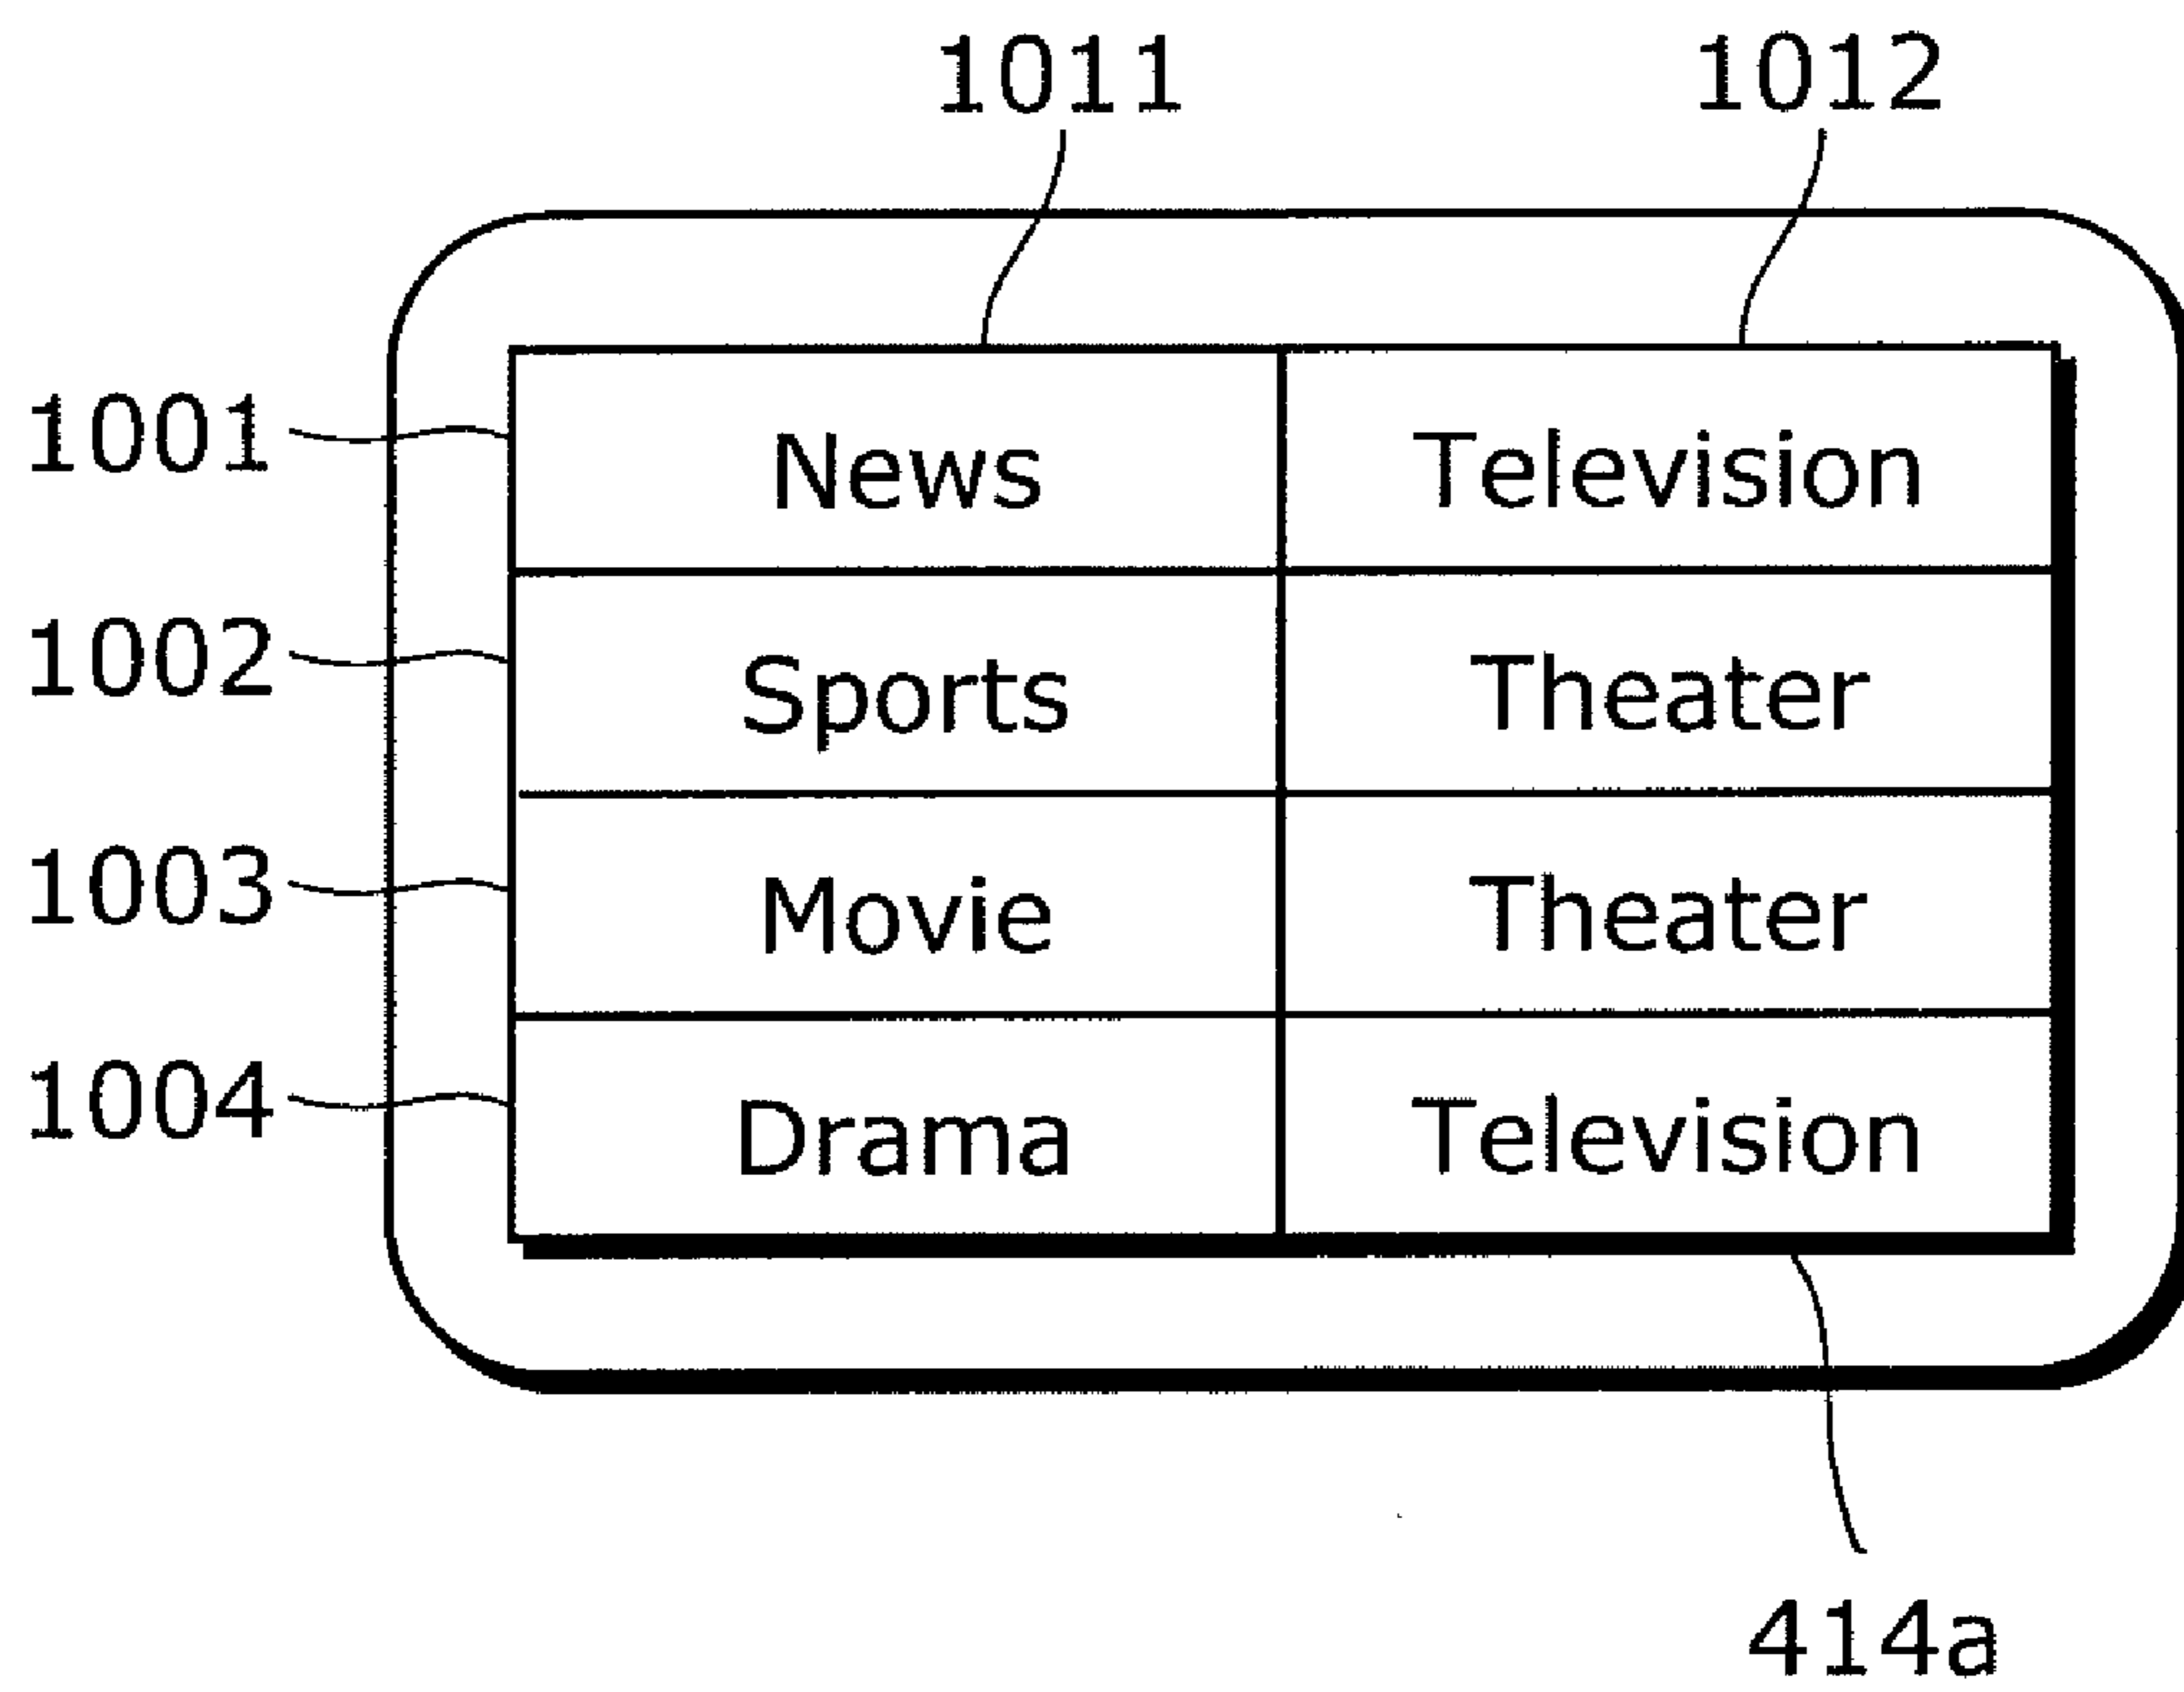 1011 1012
1001 News Television
1002 Sports Theater
1003 Movie Theater
1004 Drama Television
414a